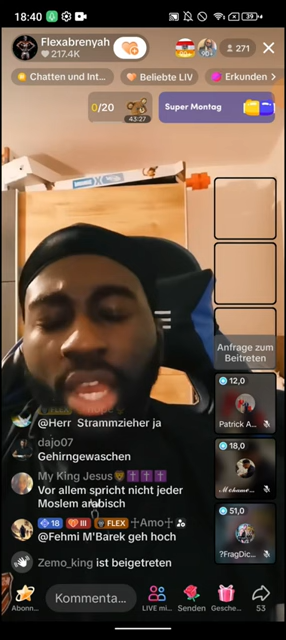 18:40
39
Flexabrenyah
217.4K
271
Chatten und Int...
Beliebte LIV
Erkunden >
0/20
43:27
Super Montag
Anfrage zum
Beitreten
12,0
Patrick A...
18,0
51,0
?FragDic...
@Herr Strammzieher ja
dajo07
Gehirngewaschen
My King Jesus
Vor allem spricht nicht jeder
Moslem arabisch
18 III FLEX Amo
@Fehmi M'Barek geh hoch
Zemo_king ist beigetreten
Abonn...
Kommenta...
LIVE mi...
Senden
Gesche...
53